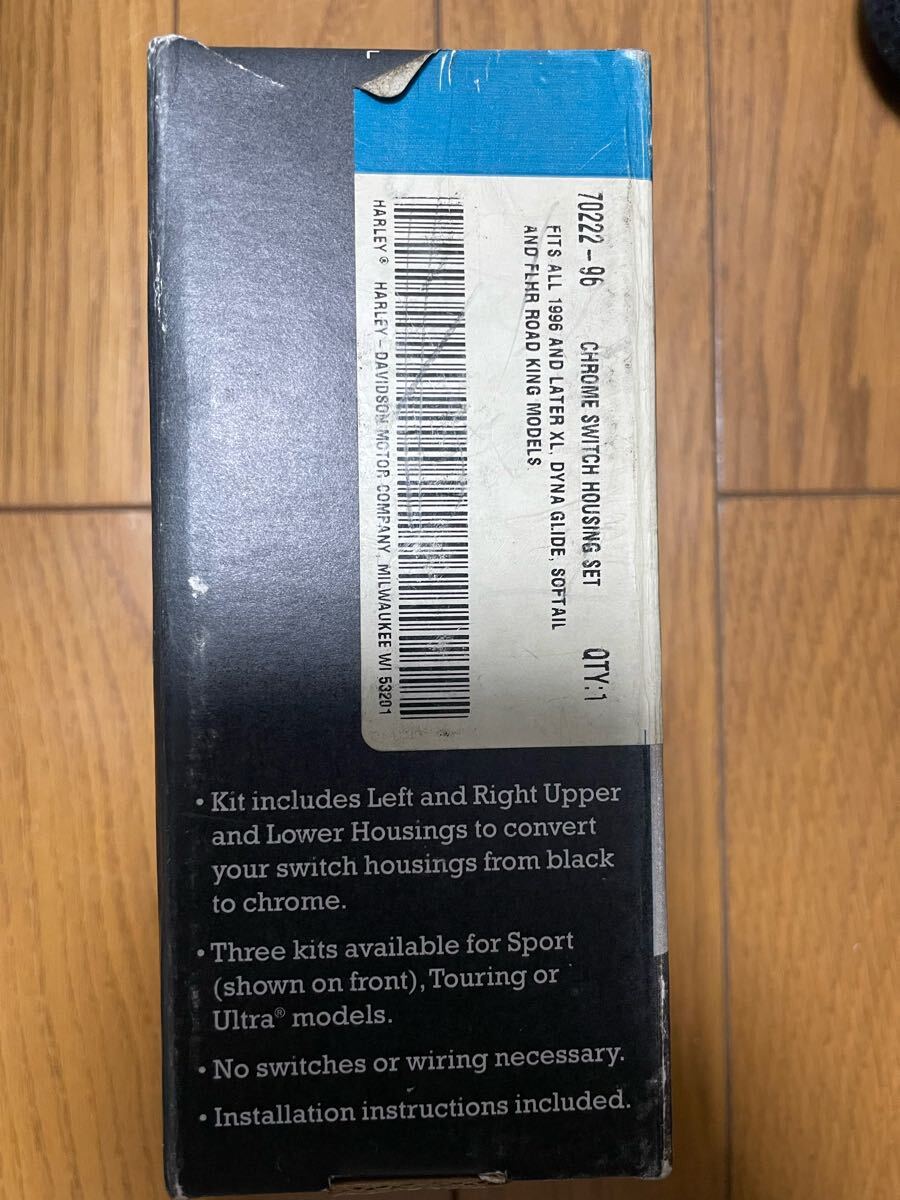 70222-96 CHROME SWITCH HOUSING SET QTY:1
FITS ALL 1996 AND LATER XL, DYNA GLIDE, SOFTAIL
AND FLHR ROAD KING MODELS
HARLEY® HARLEY-DAVIDSON MOTOR COMPANY, MILWAUKEE WI 53201
• Kit includes Left and Right Upper
and Lower Housings to convert
your switch housings from black
to chrome.
• Three kits available for Sport
(shown on front), Touring or
Ultra® models.
• No switches or wiring necessary.
• Installation instructions included.